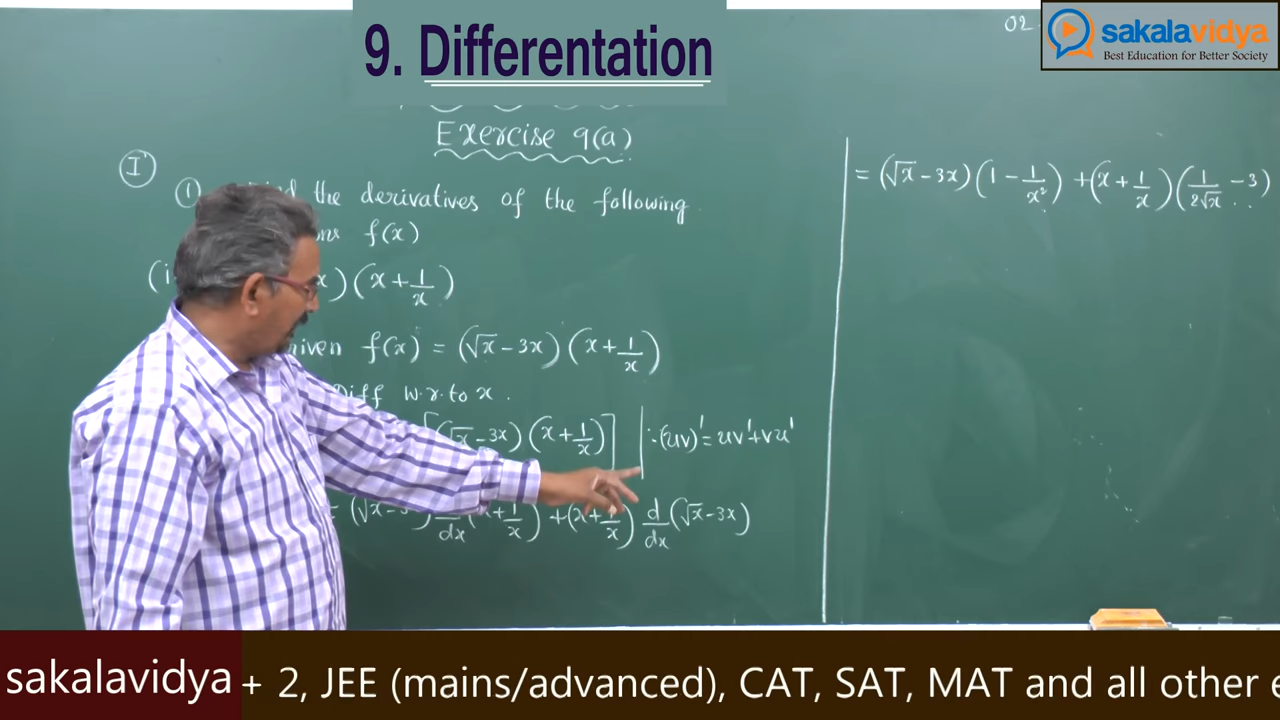 9. Differentation
02
sakalavidya
Best Education for Better Society
Exercise 9(a)
I
① the derivatives of the following
f(x)
(i x)(x+1/x)
f(x) = (√x-3x)(x+1/x)
Diff w.r.to x.
[(√x-3x)(x+1/x)] ∵(uv)'=uv'+vu'
= (√x-3 dx (x+1/x) +(x+1/x) d/dx(√x-3x)
= (√x-3x)(1-1/x²) +(x+1/x)(1/2√x -3)
sakalavidya + 2, JEE (mains/advanced), CAT, SAT, MAT and all other